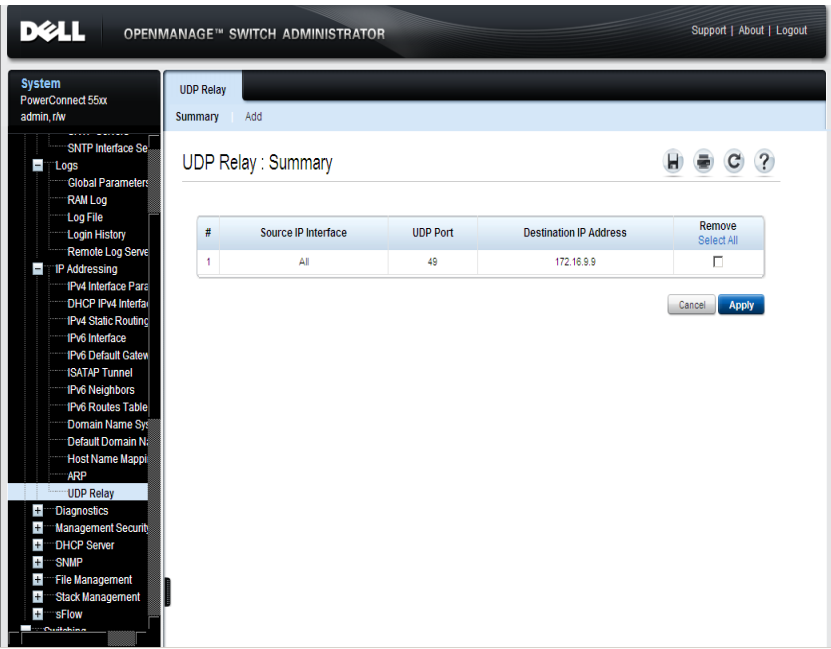 DELL OPENMANAGE™ SWITCH ADMINISTRATOR
Support | About | Logout
System
PowerConnect 55xx
admin, r/w
SNTP Interface Se
Logs
Global Parameters
RAM Log
Log File
Login History
Remote Log Serve
IP Addressing
IPv4 Interface Para
DHCP IPv4 Interfac
IPv4 Static Routing
IPv6 Interface
IPv6 Default Gatew
ISATAP Tunnel
IPv6 Neighbors
IPv6 Routes Table
Domain Name Sys
Default Domain Na
Host Name Mappi
ARP
UDP Relay
Diagnostics
Management Security
DHCP Server
SNMP
File Management
Stack Management
sFlow
Switching
UDP Relay
Summary | Add
UDP Relay : Summary
# Source IP Interface UDP Port Destination IP Address Remove
Select All
1 All 49 172.16.9.9
Cancel Apply